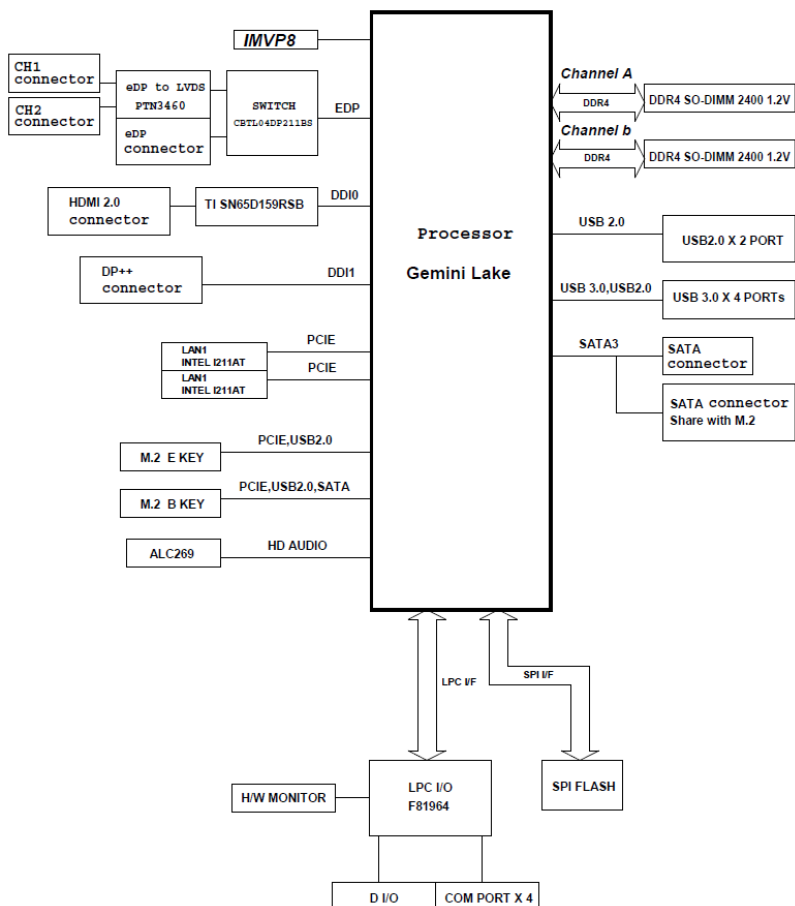 IMVP8
CH1
connector
CH2
connector
eDP to LVDS
PTN3460
eDP
connector
SWITCH
CBTL04DP211BS
EDP
Channel A
DDR4
DDR4 SO-DIMM 2400 1.2V
Channel b
DDR4
DDR4 SO-DIMM 2400 1.2V
HDMI 2.0
connector
TI SN65D159RSB
DDI0
Processor
Gemini Lake
USB 2.0
USB2.0 X 2 PORT
DP++
connector
DDI1
USB 3.0,USB2.0
USB 3.0 X 4 PORTs
LAN1
INTEL I211AT
PCIE
LAN1
INTEL I211AT
PCIE
SATA3
SATA
connector
SATA connector
Share with M.2
M.2 E KEY
PCIE,USB2.0
M.2 B KEY
PCIE,USB2.0,SATA
ALC269
HD AUDIO
LPC I/F
SPI I/F
H/W MONITOR
LPC I/O
F81964
SPI FLASH
D I/O
COM PORT X 4